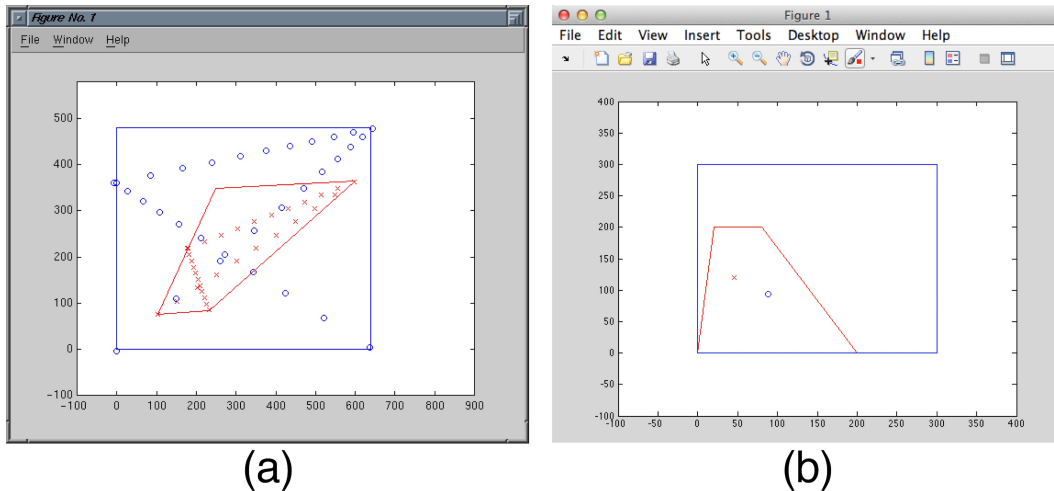 Figure No. 1
File Window Help
500
400
300
200
100
0
-100
-100 0 100 200 300 400 500 600 700 800 900
(a)
Figure 1
File Edit View Insert Tools Desktop Window Help
400
350
300
250
200
150
100
50
0
-50
-100
-100 -50 0 50 100 150 200 250 300 350 400
(b)